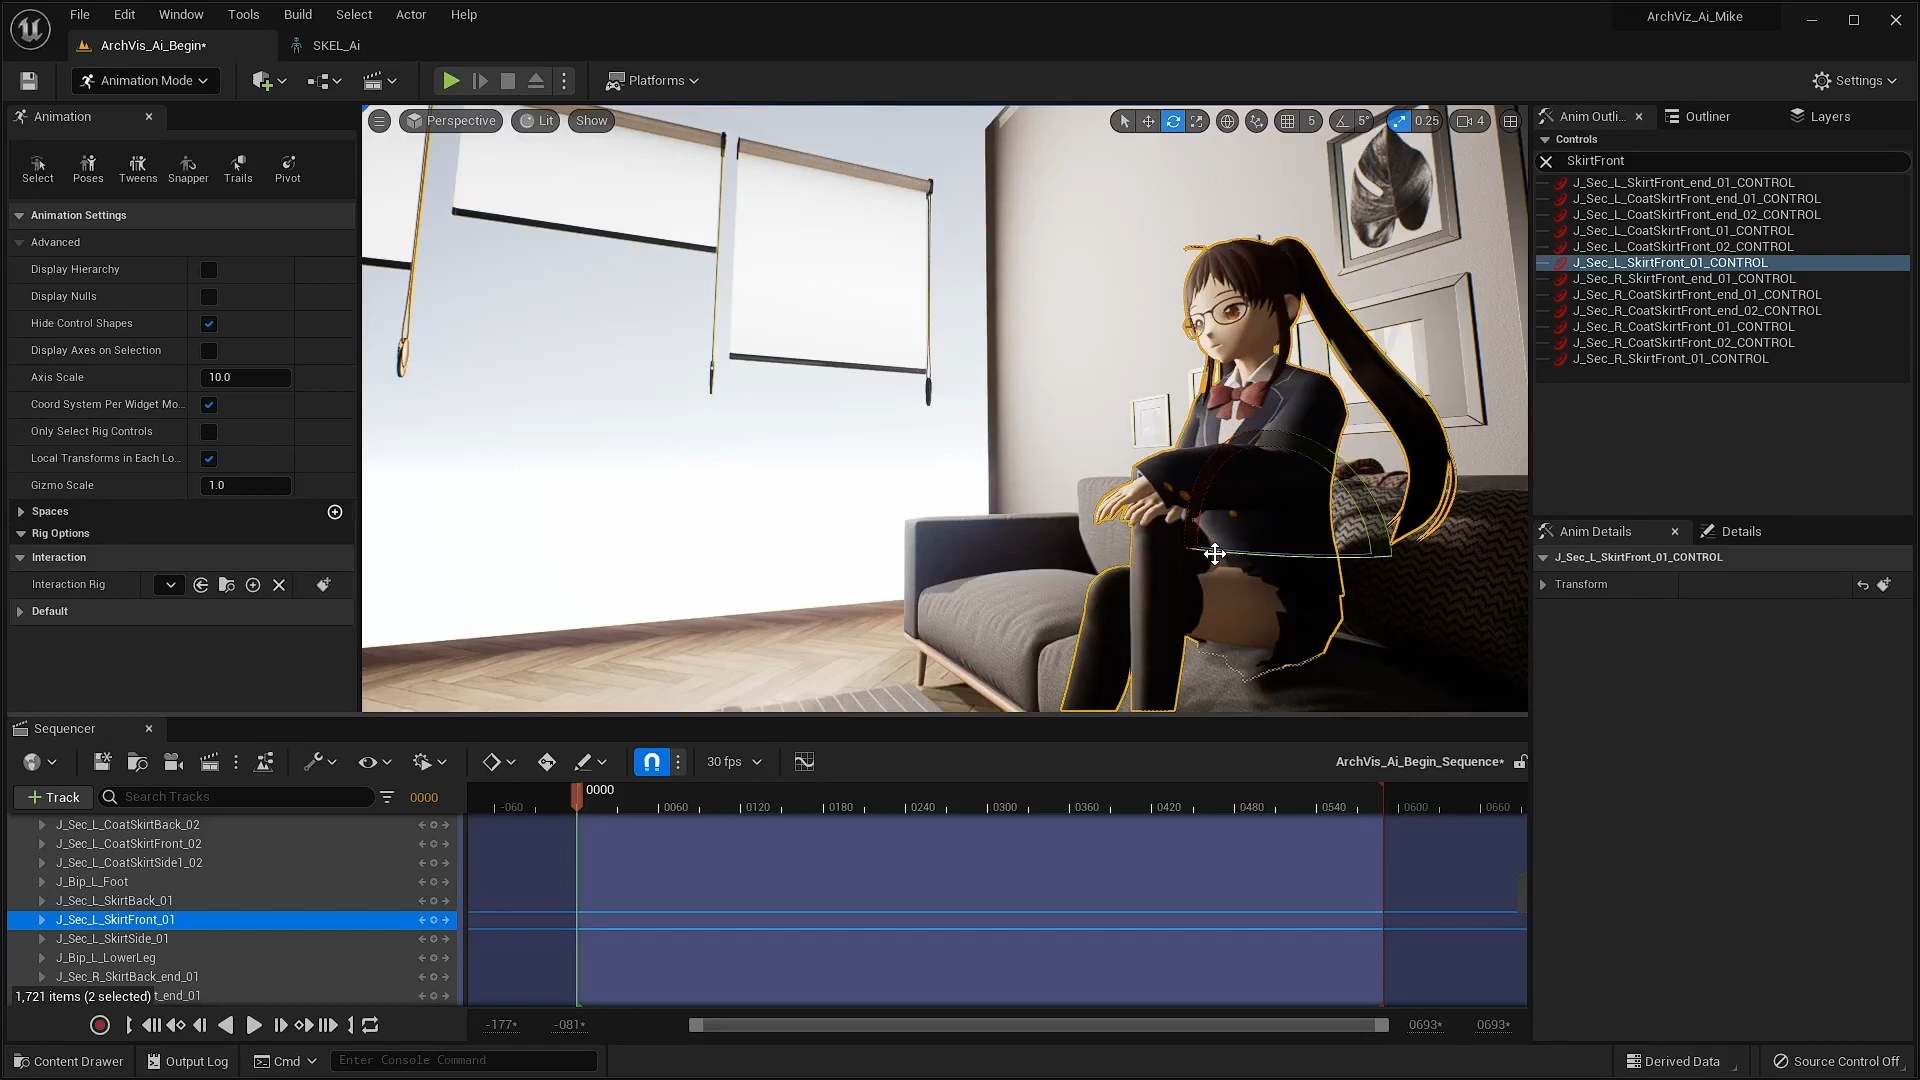 File Edit Window Tools Build Select Actor Help
ArchViz_Ai_Mike
ArchVis_Ai_Begin*
SKEL_Ai
Animation Mode
Platforms
Settings
Animation
Perspective
Lit
Show
5
5°
0.25
4
Anim Outli...
Outliner
Layers
Select
Poses
Tweens
Snapper
Trails
Pivot
Animation Settings
Advanced
Display Hierarchy
Display Nulls
Hide Control Shapes
Display Axes on Selection
Axis Scale
10.0
Coord System Per Widget Mo...
Only Select Rig Controls
Local Transforms in Each Lo...
Gizmo Scale
1.0
Spaces
Rig Options
Interaction
Interaction Rig
Default
Controls
SkirtFront
J_Sec_L_SkirtFront_end_01_CONTROL
J_Sec_L_CoatSkirtFront_end_01_CONTROL
J_Sec_L_CoatSkirtFront_end_02_CONTROL
J_Sec_L_CoatSkirtFront_01_CONTROL
J_Sec_L_CoatSkirtFront_02_CONTROL
J_Sec_L_SkirtFront_01_CONTROL
J_Sec_R_SkirtFront_end_01_CONTROL
J_Sec_R_CoatSkirtFront_end_01_CONTROL
J_Sec_R_CoatSkirtFront_end_02_CONTROL
J_Sec_R_CoatSkirtFront_01_CONTROL
J_Sec_R_CoatSkirtFront_02_CONTROL
J_Sec_R_SkirtFront_01_CONTROL
Anim Details
Details
J_Sec_L_SkirtFront_01_CONTROL
Transform
Sequencer
30 fps
ArchVis_Ai_Begin_Sequence*
Track
Search Tracks
0000
0000
-060 0060 0120 0180 0240 0300 0360 0420 0480 0540 0600 0660
J_Sec_L_CoatSkirtBack_02
J_Sec_L_CoatSkirtFront_02
J_Sec_L_CoatSkirtSide1_02
J_Bip_L_Foot
J_Sec_L_SkirtBack_01
J_Sec_L_SkirtFront_01
J_Sec_L_SkirtSide_01
J_Bip_L_LowerLeg
J_Sec_R_SkirtBack_end_01
1,721 items (2 selected) t_end_01
-177* -081* 0693* 0693*
Content Drawer
Output Log
Cmd
Enter Console Command
Derived Data
Source Control Off